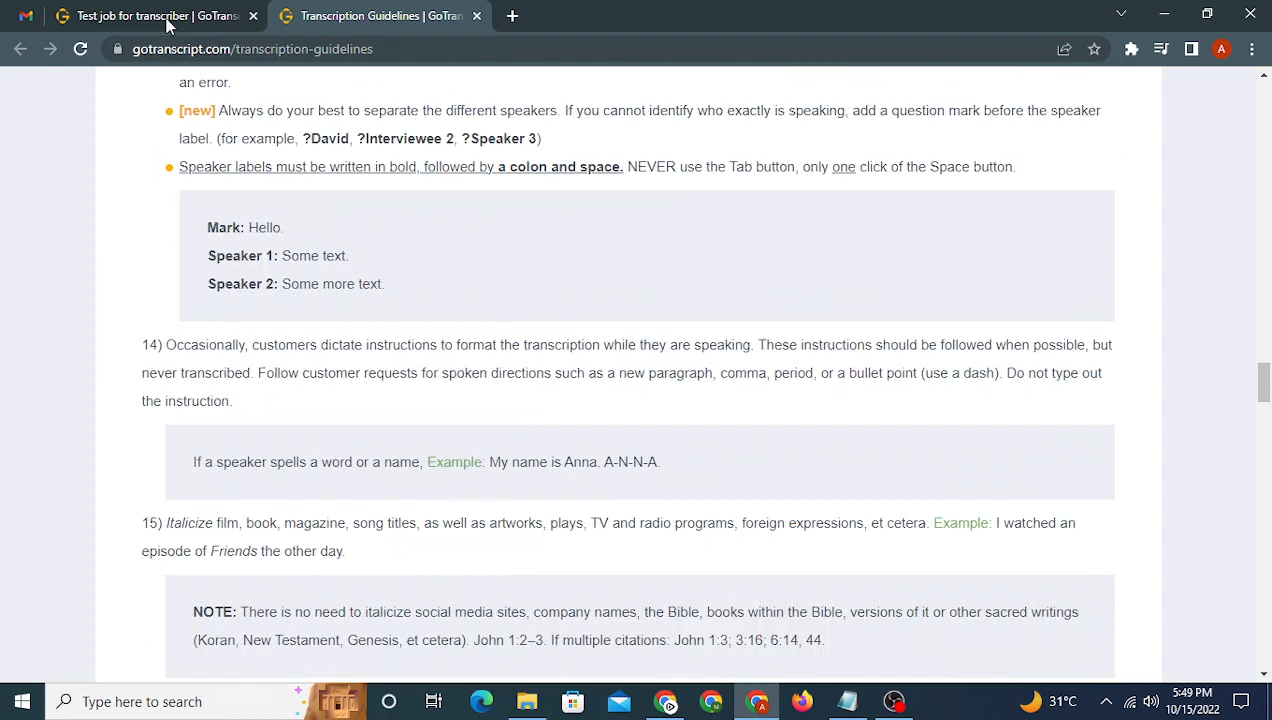 Test job for transcriber | GoTransc
Transcription Guidelines | GoTran
gotranscript.com/transcription-guidelines
A
an error.
[new] Always do your best to separate the different speakers. If you cannot identify who exactly is speaking, add a question mark before the speaker
label. (for example, ?David, ?Interviewee 2, ?Speaker 3)
Speaker labels must be written in bold, followed by a colon and space. NEVER use the Tab button, only one click of the Space button.
Mark: Hello.
Speaker 1: Some text.
Speaker 2: Some more text.
14) Occasionally, customers dictate instructions to format the transcription while they are speaking. These instructions should be followed when possible, but
never transcribed. Follow customer requests for spoken directions such as a new paragraph, comma, period, or a bullet point (use a dash). Do not type out
the instruction.
If a speaker spells a word or a name, Example: My name is Anna. A-N-N-A.
15) Italicize film, book, magazine, song titles, as well as artworks, plays, TV and radio programs, foreign expressions, et cetera. Example: I watched an
episode of Friends the other day.
NOTE: There is no need to italicize social media sites, company names, the Bible, books within the Bible, versions of it or other sacred writings
(Koran, New Testament, Genesis, et cetera). John 1:2–3. If multiple citations: John 1:3; 3:16; 6:14, 44.
Type here to search
31°C
5:49 PM
10/15/2022